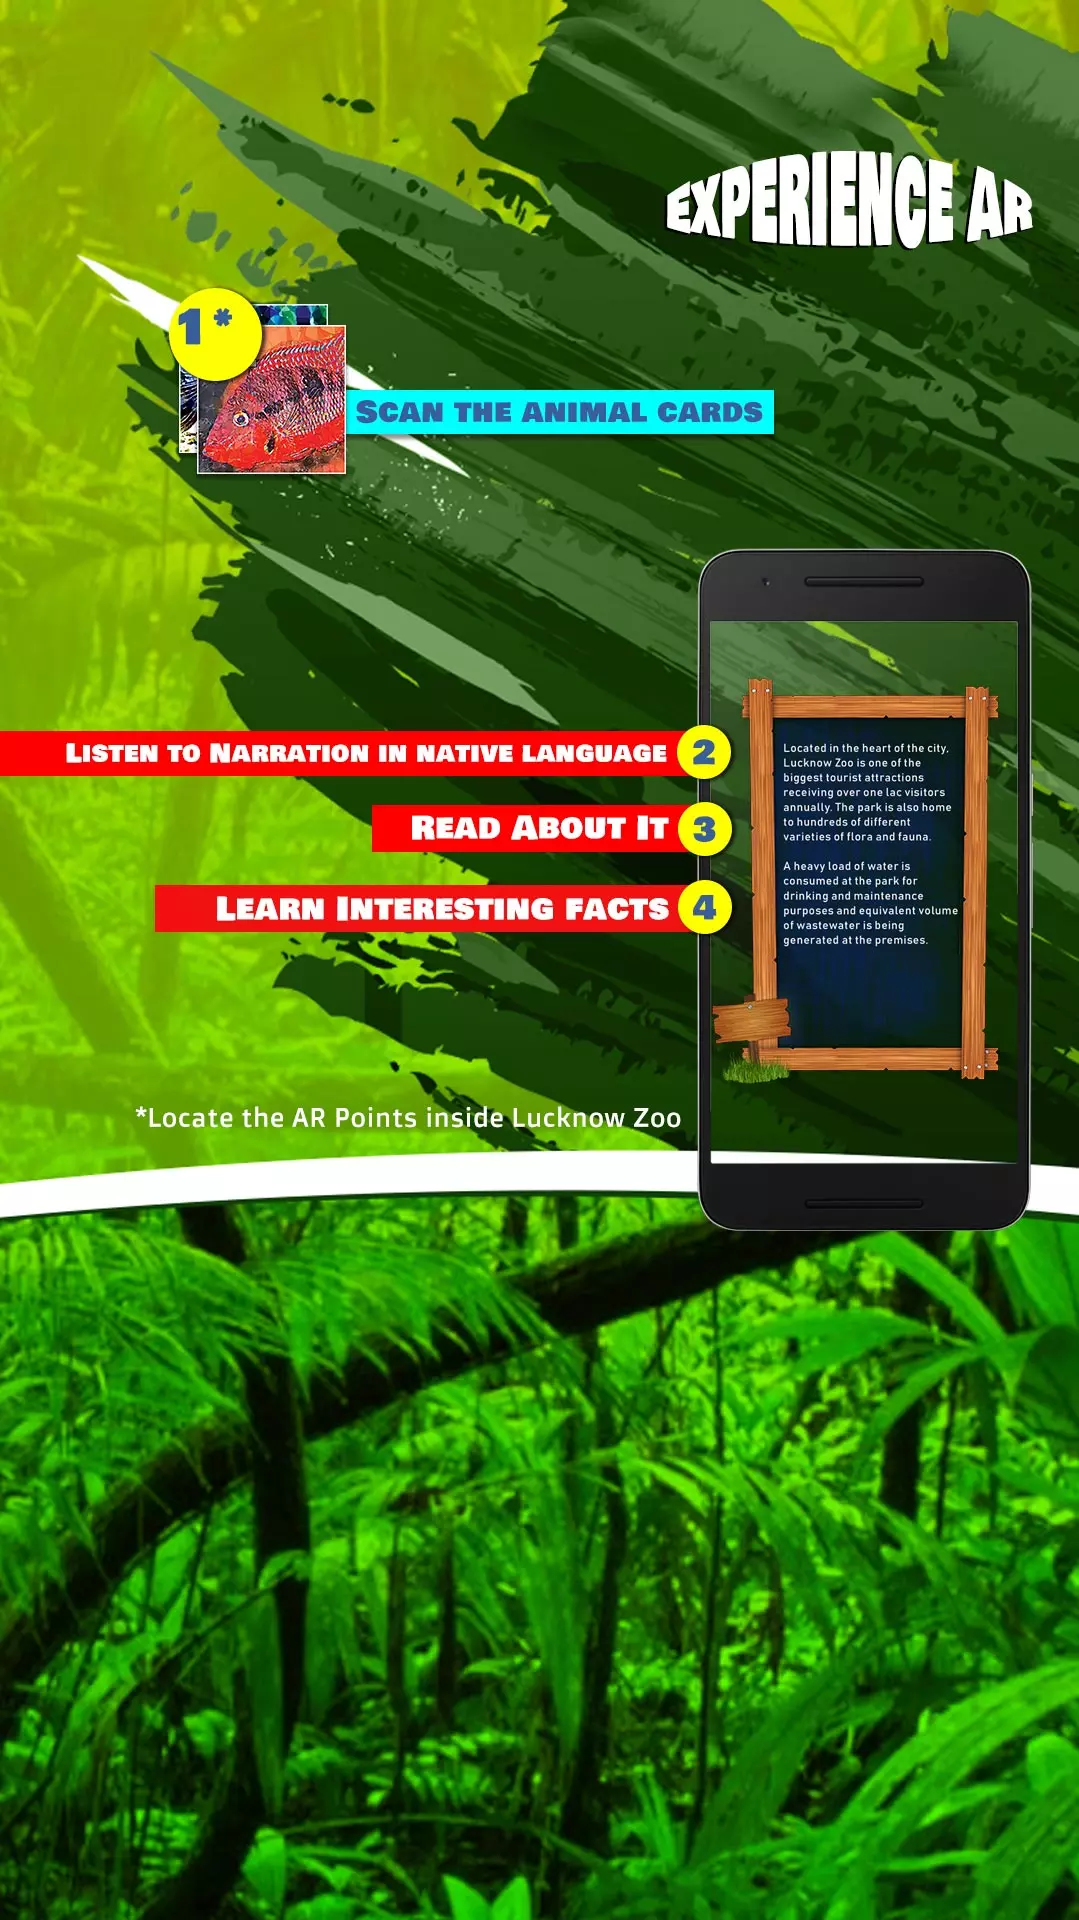 EXPERIENCE AR
1*
SCAN THE ANIMAL CARDS
LISTEN TO NARRATION IN NATIVE LANGUAGE 2
READ ABOUT IT 3
LEARN INTERESTING FACTS 4
Located in the heart of the city,
Lucknow Zoo is one of the
biggest tourist attractions
receiving over one lac visitors
annually. The park is also home
to hundreds of different
varieties of flora and fauna.
A heavy load of water is
consumed at the park for
drinking and maintenance
purposes and equivalent volume
of wastewater is being
generated at the premises.
*Locate the AR Points inside Lucknow Zoo